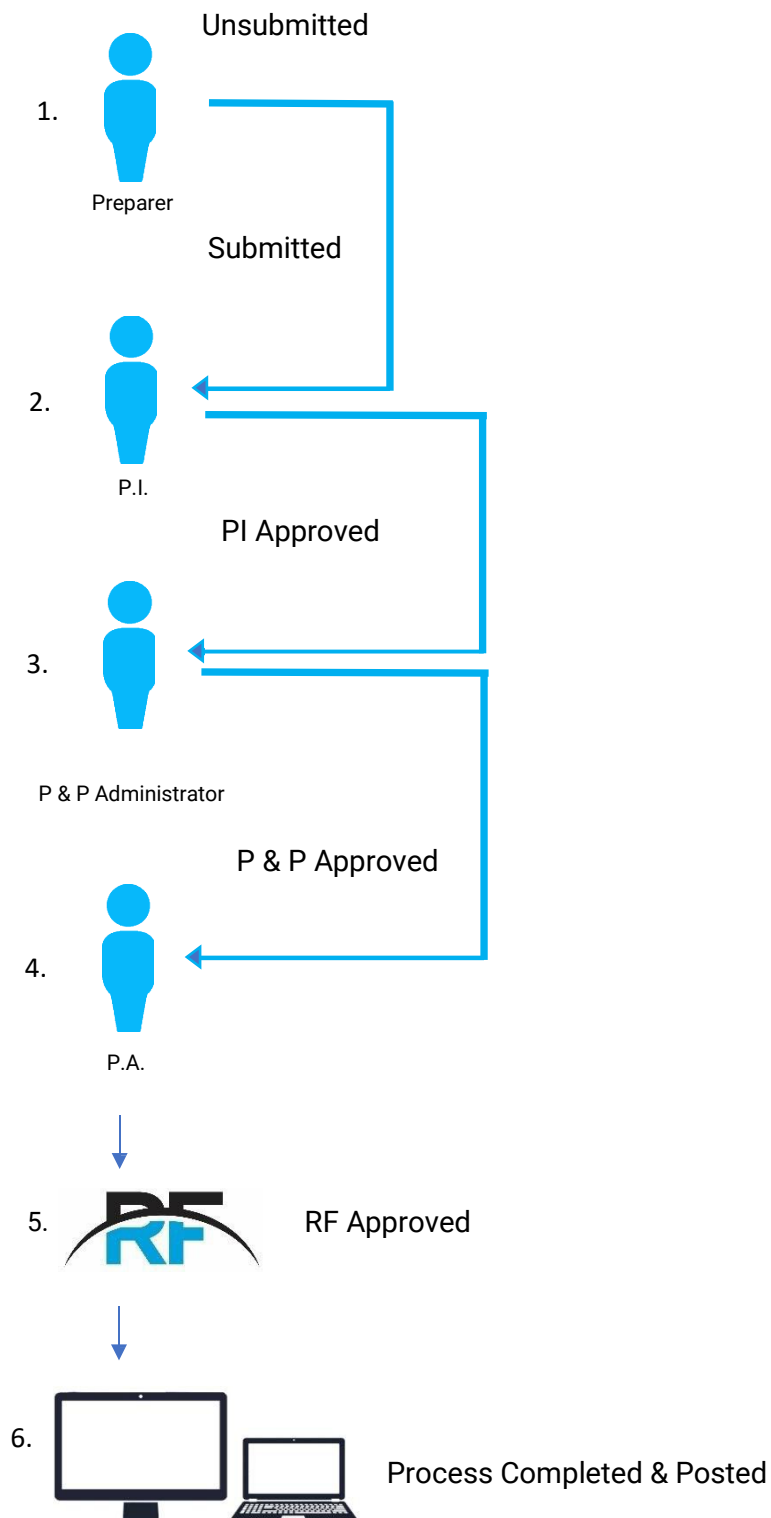 Unsubmitted
1.
Preparer
Submitted
2.
P.I.
PI Approved
3.
P & P Administrator
P & P Approved
4.
P.A.
5.
RF
RF Approved
6.
Process Completed & Posted